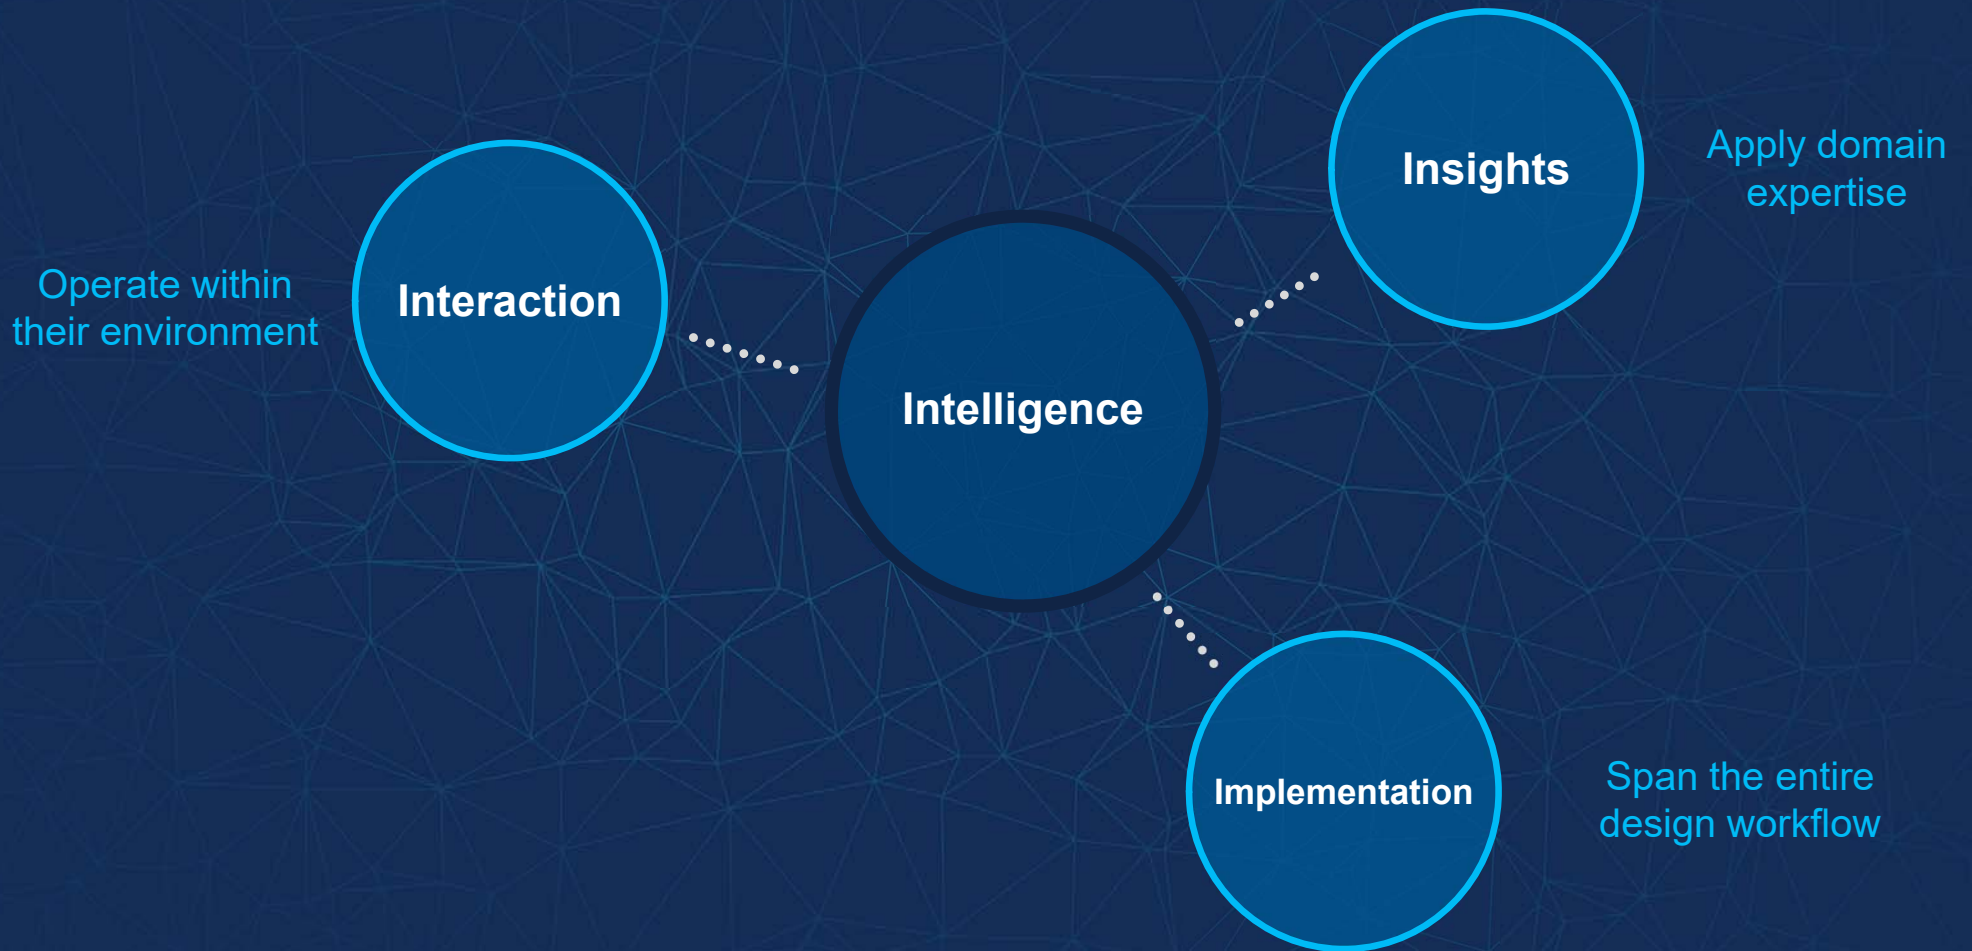 Insights
Apply domain
expertise
Operate within
their environment
Interaction
Intelligence
Implementation
Span the entire
design workflow